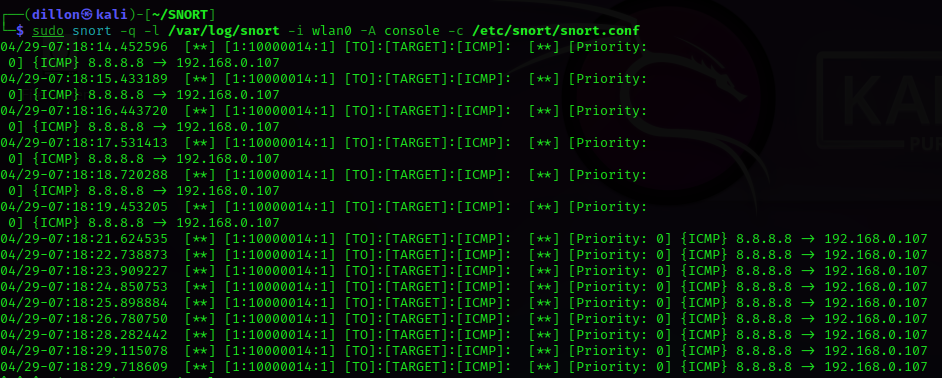 ┌──(dillon㉿kali)-[~/SNORT]
└─$ sudo snort -q -l /var/log/snort -i wlan0 -A console -c /etc/snort/snort.conf
04/29-07:18:14.452596  [**] [1:10000014:1] [TO]:[TARGET]:[ICMP]:  [**] [Priority:
 0] {ICMP} 8.8.8.8 → 192.168.0.107
04/29-07:18:15.433189  [**] [1:10000014:1] [TO]:[TARGET]:[ICMP]:  [**] [Priority:
 0] {ICMP} 8.8.8.8 → 192.168.0.107
04/29-07:18:16.443720  [**] [1:10000014:1] [TO]:[TARGET]:[ICMP]:  [**] [Priority:
 0] {ICMP} 8.8.8.8 → 192.168.0.107
04/29-07:18:17.531413  [**] [1:10000014:1] [TO]:[TARGET]:[ICMP]:  [**] [Priority:
 0] {ICMP} 8.8.8.8 → 192.168.0.107
04/29-07:18:18.720288  [**] [1:10000014:1] [TO]:[TARGET]:[ICMP]:  [**] [Priority:
 0] {ICMP} 8.8.8.8 → 192.168.0.107
04/29-07:18:19.453205  [**] [1:10000014:1] [TO]:[TARGET]:[ICMP]:  [**] [Priority:
 0] {ICMP} 8.8.8.8 → 192.168.0.107
04/29-07:18:21.624535  [**] [1:10000014:1] [TO]:[TARGET]:[ICMP]:  [**] [Priority: 0] {ICMP} 8.8.8.8 → 192.168.0.107
04/29-07:18:22.738873  [**] [1:10000014:1] [TO]:[TARGET]:[ICMP]:  [**] [Priority: 0] {ICMP} 8.8.8.8 → 192.168.0.107
04/29-07:18:23.909227  [**] [1:10000014:1] [TO]:[TARGET]:[ICMP]:  [**] [Priority: 0] {ICMP} 8.8.8.8 → 192.168.0.107
04/29-07:18:24.850753  [**] [1:10000014:1] [TO]:[TARGET]:[ICMP]:  [**] [Priority: 0] {ICMP} 8.8.8.8 → 192.168.0.107
04/29-07:18:25.898884  [**] [1:10000014:1] [TO]:[TARGET]:[ICMP]:  [**] [Priority: 0] {ICMP} 8.8.8.8 → 192.168.0.107
04/29-07:18:26.780750  [**] [1:10000014:1] [TO]:[TARGET]:[ICMP]:  [**] [Priority: 0] {ICMP} 8.8.8.8 → 192.168.0.107
04/29-07:18:28.282442  [**] [1:10000014:1] [TO]:[TARGET]:[ICMP]:  [**] [Priority: 0] {ICMP} 8.8.8.8 → 192.168.0.107
04/29-07:18:29.115078  [**] [1:10000014:1] [TO]:[TARGET]:[ICMP]:  [**] [Priority: 0] {ICMP} 8.8.8.8 → 192.168.0.107
04/29-07:18:29.718609  [**] [1:10000014:1] [TO]:[TARGET]:[ICMP]:  [**] [Priority: 0] {ICMP} 8.8.8.8 → 192.168.0.107